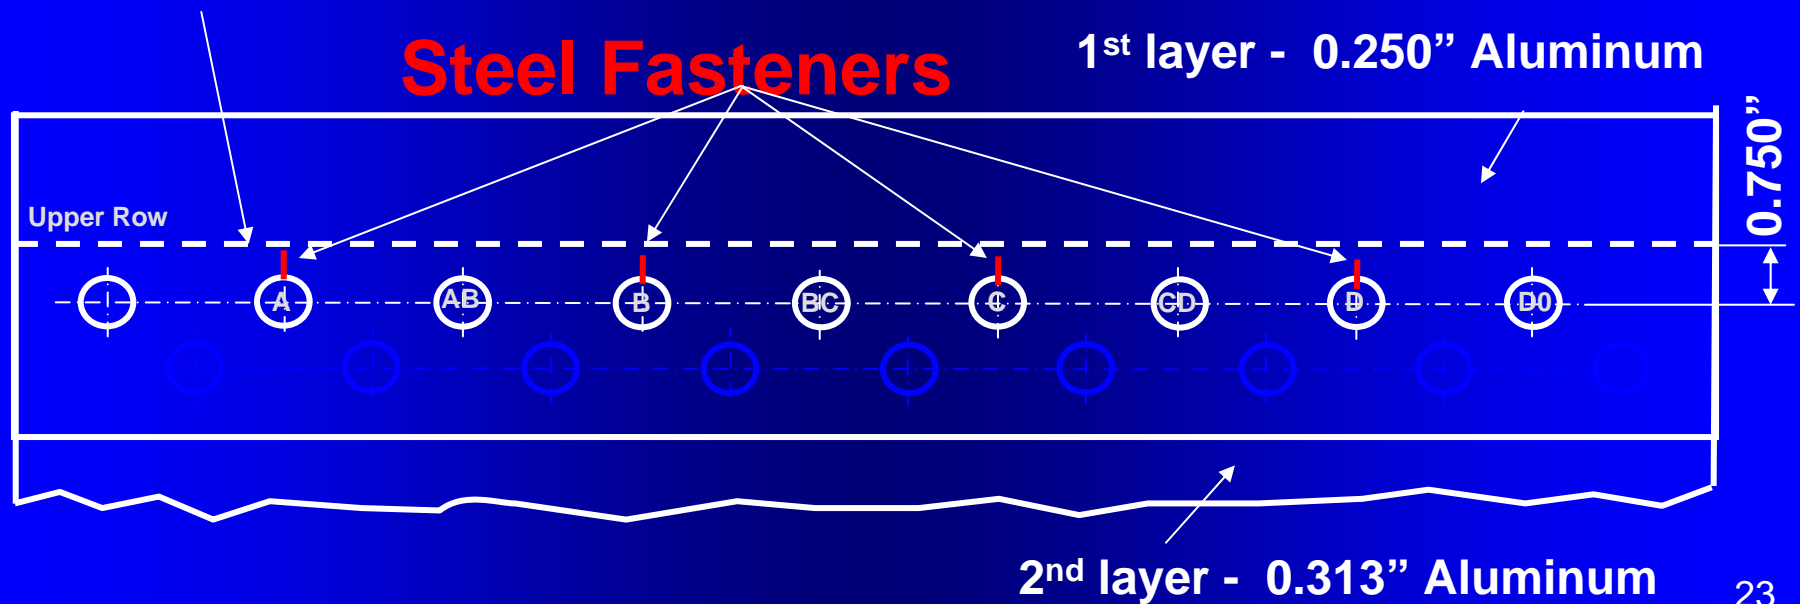 Steel Fasteners
1st layer - 0.250” Aluminum
0.750”
Upper Row
A AB B BC C CD D D0
2nd layer - 0.313” Aluminum
23